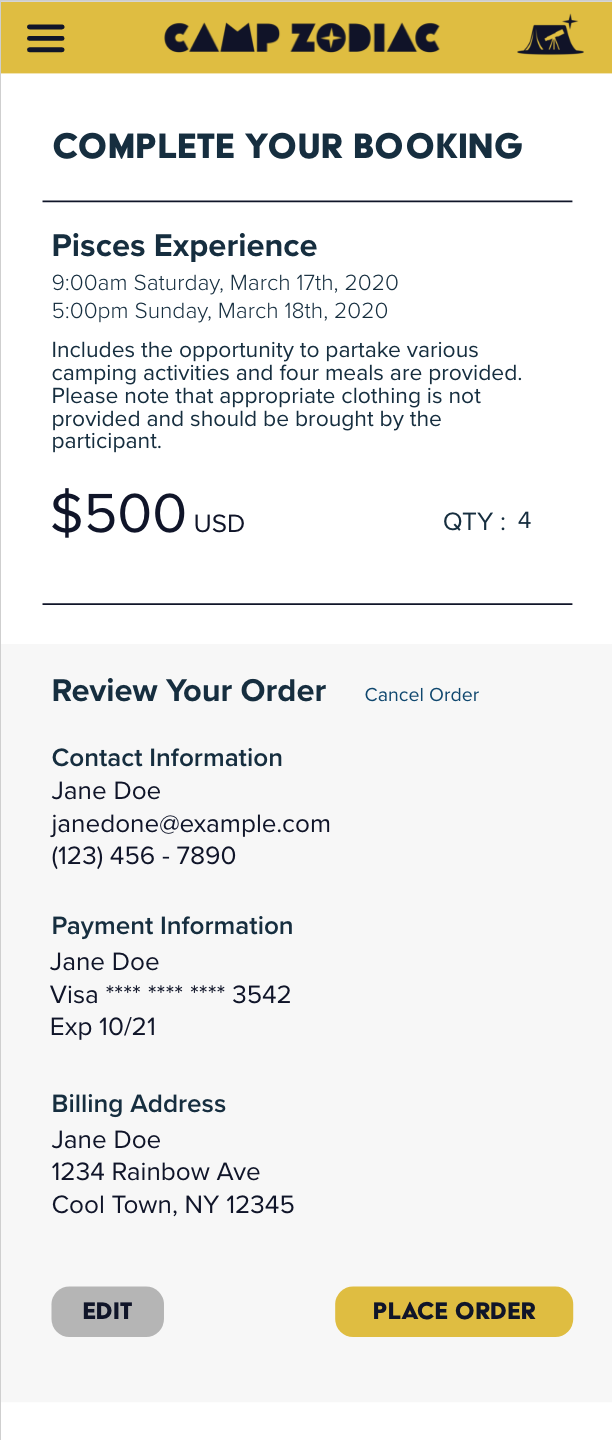 CAMP ZODIAC
COMPLETE YOUR BOOKING
Pisces Experience
9:00am Saturday, March 17th, 2020
5:00pm Sunday, March 18th, 2020
Includes the opportunity to partake various
camping activities and four meals are provided.
Please note that appropriate clothing is not
provided and should be brought by the
participant.
$500 USD QTY : 4
Review Your Order Cancel Order
Contact Information
Jane Doe
janedone@example.com
(123) 456 - 7890
Payment Information
Jane Doe
Visa **** **** **** 3542
Exp 10/21
Billing Address
Jane Doe
1234 Rainbow Ave
Cool Town, NY 12345
EDIT PLACE ORDER